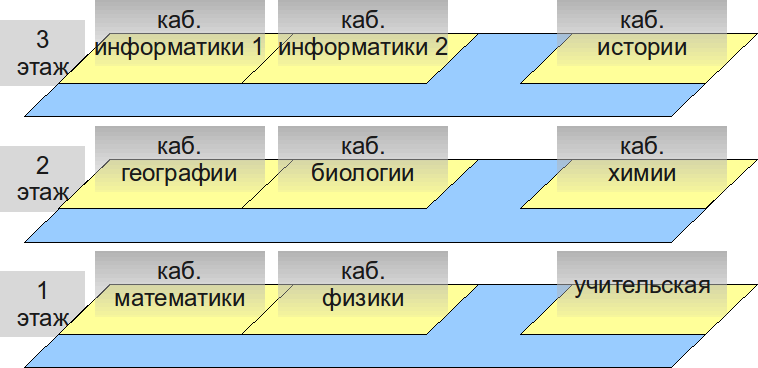 3
этаж
каб.
информатики 1
каб.
информатики 2
каб.
истории
2
этаж
каб.
географии
каб.
биологии
каб.
химии
1
этаж
каб.
математики
каб.
физики
учительская